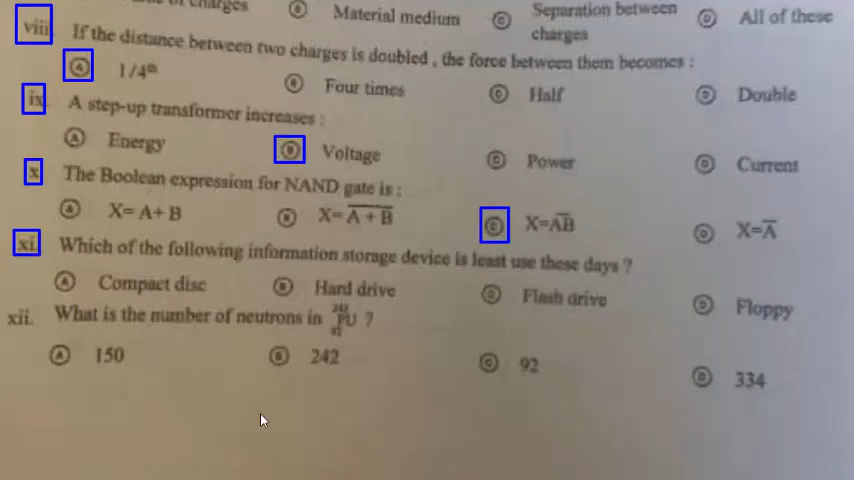 of charges Ⓑ Material medium Ⓒ Separation between charges Ⓓ All of these
viii. If the distance between two charges is doubled , the force between them becomes :
Ⓐ 1/4th Ⓑ Four times Ⓒ Half Ⓓ Double
ix. A step-up transformer increases :
Ⓐ Energy Ⓑ Voltage Ⓒ Power Ⓓ Current
x. The Boolean expression for NAND gate is :
Ⓐ X= A+ B Ⓑ X= A̅ ̅+̅ ̅B̅ Ⓒ X=A̅B̅ Ⓓ X=A̅
xi. Which of the following information storage device is least use these days ?
Ⓐ Compact disc Ⓑ Hard drive Ⓒ Flash drive Ⓓ Floppy
xii. What is the number of neutrons in PU ?
Ⓐ 150 Ⓑ 242 Ⓒ 92 Ⓓ 334